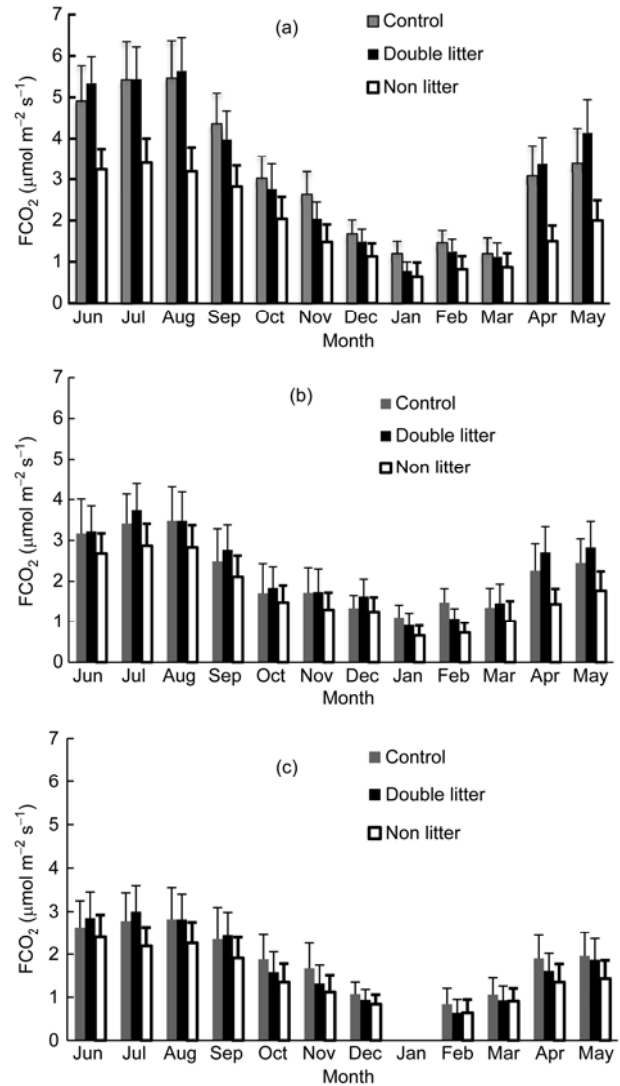 (a)
Control
Double litter
Non litter
FCO₂ (μmol m⁻² s⁻¹)
7
6
5
4
3
2
1
0
Jun Jul Aug Sep Oct Nov Dec Jan Feb Mar Apr May
Month
(b)
Control
Double litter
Non litter
FCO₂ (μmol m⁻² s⁻¹)
7
6
5
4
3
2
1
0
Jun Jul Aug Sep Oct Nov Dec Jan Feb Mar Apr May
Month
(c)
Control
Double litter
Non litter
FCO₂ (μmol m⁻² s⁻¹)
7
6
5
4
3
2
1
0
Jun Jul Aug Sep Oct Nov Dec Jan Feb Mar Apr May
Month